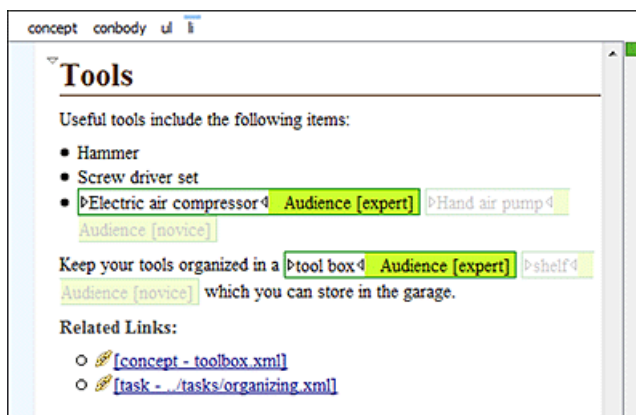 concept conbody ul li
Tools
Useful tools include the following items:
Hammer
Screw driver set
Electric air compressor Audience [expert] Hand air pump
Audience [novice]
Keep your tools organized in a tool box Audience [expert] shelf
Audience [novice] which you can store in the garage.
Related Links:
[concept - toolbox.xml]
[task - ../tasks/organizing.xml]